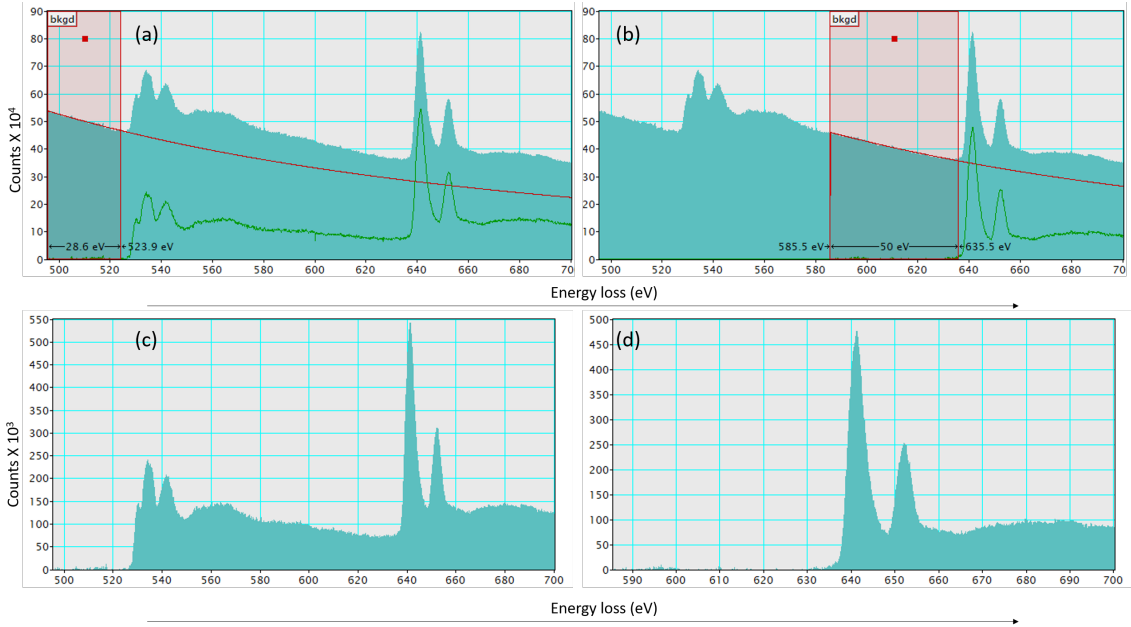 bkgd
(a)
90
80
70
60
50
40
30
20
10
0
Counts X 10⁴
28.6 eV
523.9 eV
500 520 540 560 580 600 620 640 660 680 70
bkgd
(b)
90
80
70
60
50
40
30
20
10
0
585.5 eV
50 eV
635.5 eV
500 520 540 560 580 600 620 640 660 680 700
Energy loss (eV)
(c)
550
500
450
400
350
300
250
200
150
100
50
0
Counts X 10³
500 520 540 560 580 600 620 640 660 680 700
(d)
500
450
400
350
300
250
200
150
100
50
0
590 600 610 620 630 640 650 660 670 680 690 700
Energy loss (eV)